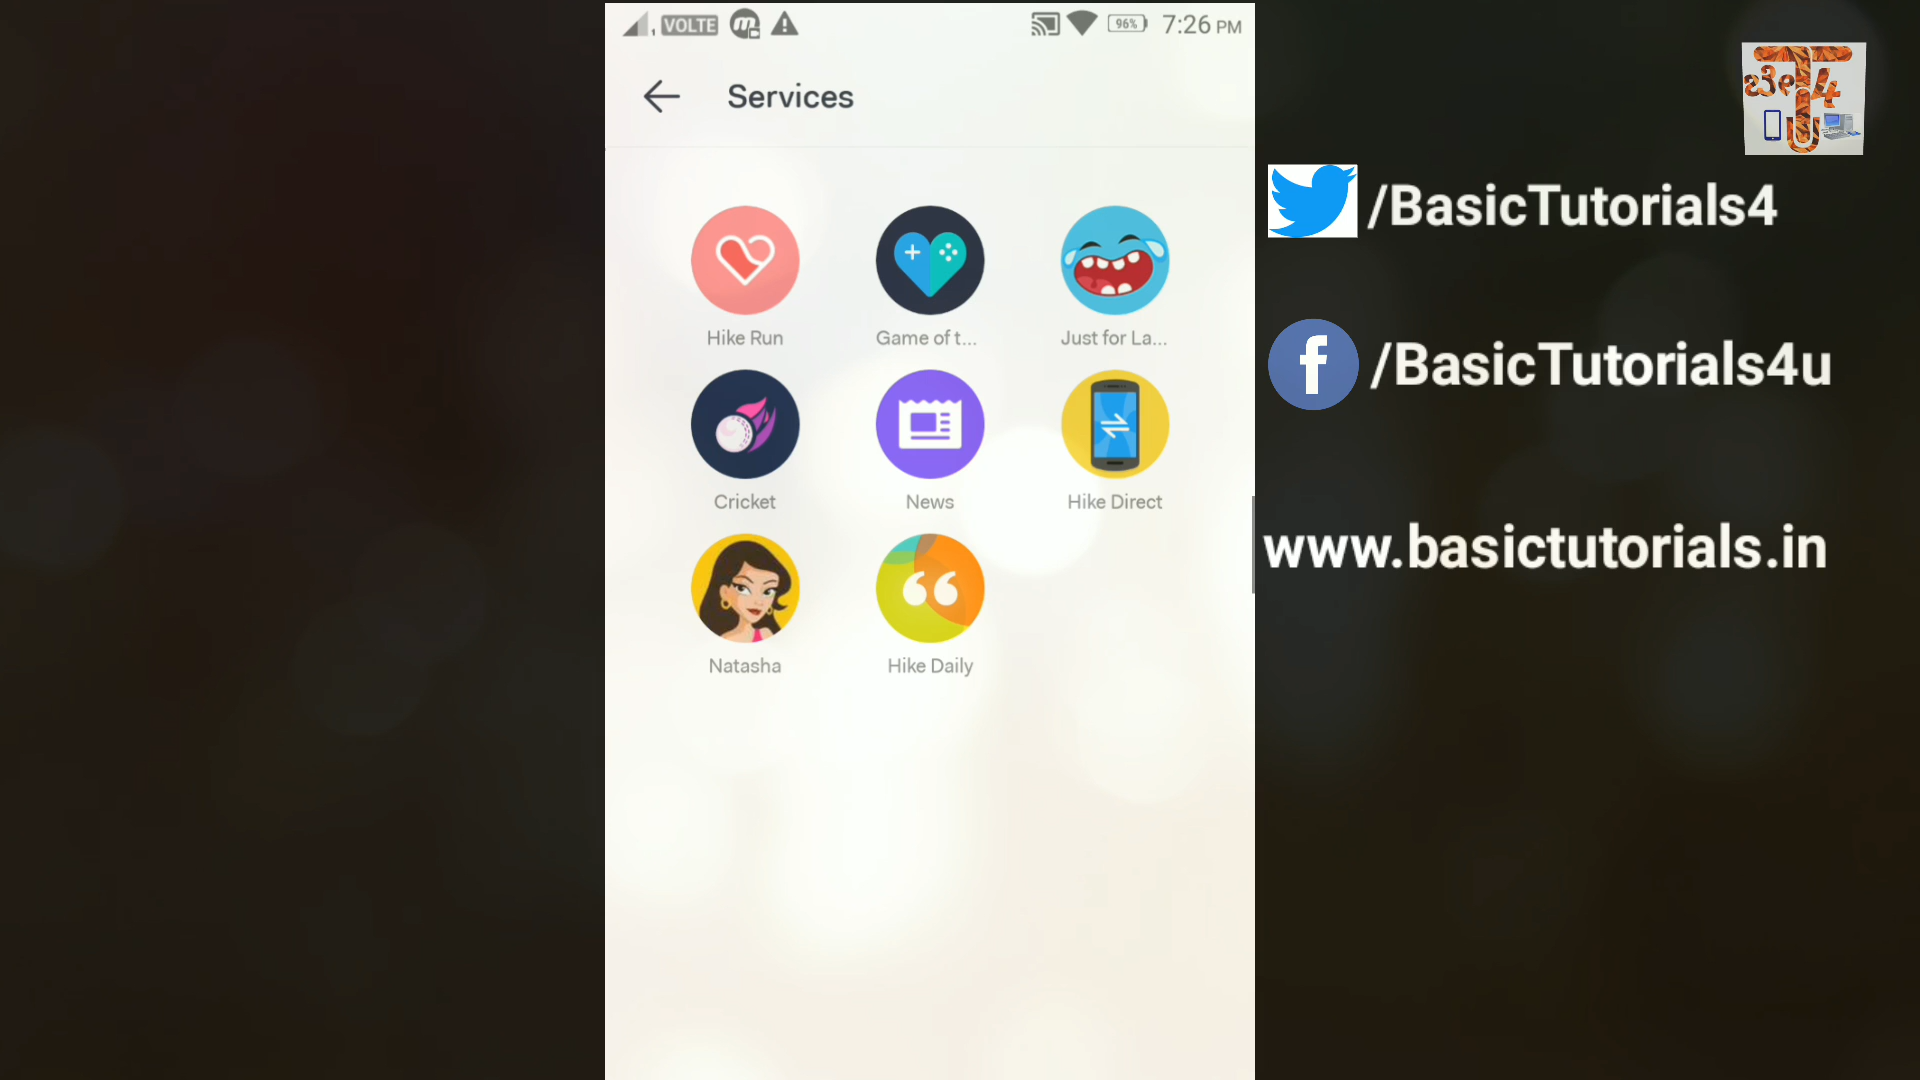 1 VOLTE 96% 7:26 PM
Services
Hike Run
Game of t...
Just for La...
Cricket
News
Hike Direct
Natasha
Hike Daily
/BasicTutorials4
/BasicTutorials4u
www.basictutorials.in